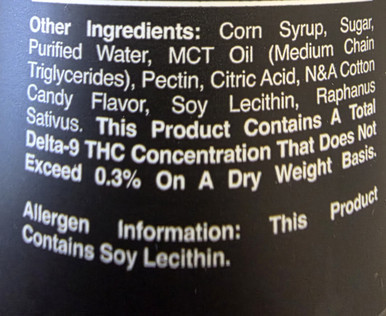 Other Ingredients: Corn Syrup, Sugar,
Purified Water, MCT Oil (Medium Chain
Triglycerides), Pectin, Citric Acid, N&A Cotton
Candy Flavor, Soy Lecithin, Raphanus
Sativus. This Product Contains A Total
Delta-9 THC Concentration That Does Not
Exceed 0.3% On A Dry Weight Basis.
Allergen Information: This Product
Contains Soy Lecithin.